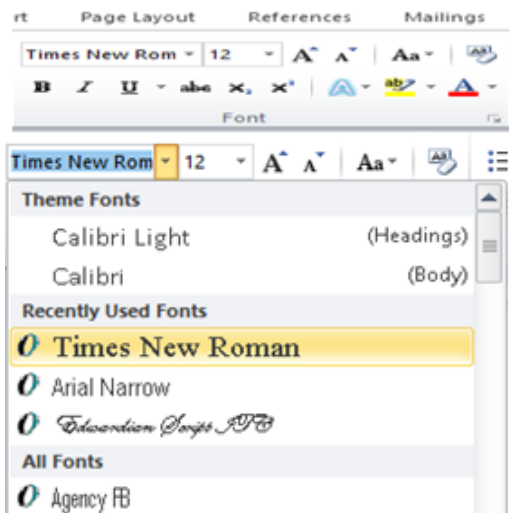 rt Page Layout References Mailings
Times New Rom 12 A A Aa Aa
B I U abc x₂ x² A ab A
Font
Times New Rom 12 A A Aa Aa
Theme Fonts
Calibri Light (Headings)
Calibri (Body)
Recently Used Fonts
Times New Roman
Arial Narrow
Edwardian Script ITC
All Fonts
Agency FB